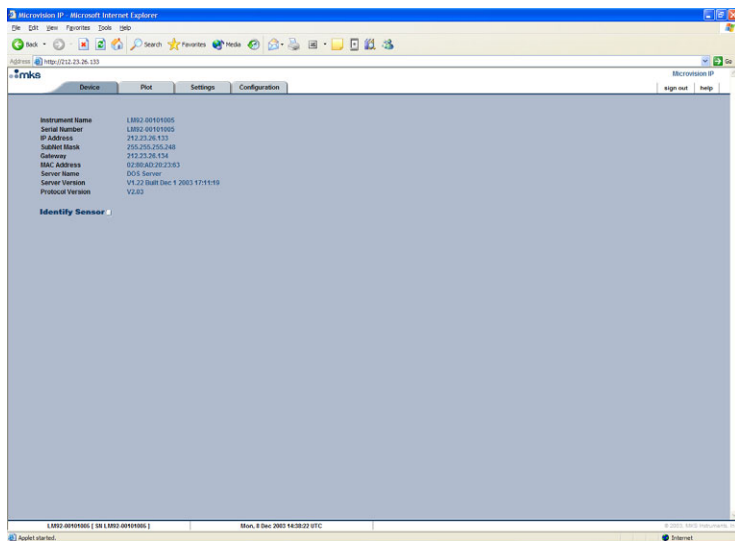 Microvision IP - Microsoft Internet Explorer
File Edit View Favorites Tools Help
Back Search Favorites Media
Address http://212.23.26.133 Go
mks Microvision IP
Device Plot Settings Configuration sign out help
Instrument Name LM92-00101005
Serial Number LM92-00101005
IP Address 212.23.26.133
SubNet Mask 255.255.255.248
Gateway 212.23.26.134
MAC Address 02:80:AD:20:23:63
Server Name DOS Server
Server Version V1.22 Built Dec 1 2003 17:11:19
Protocol Version V2.03
Identify Sensor
LM92-00101005 [ SN LM92-00101005 ] Mon, 8 Dec 2003 14:38:22 UTC © 2003, MKS Instruments,
Applet started. Internet